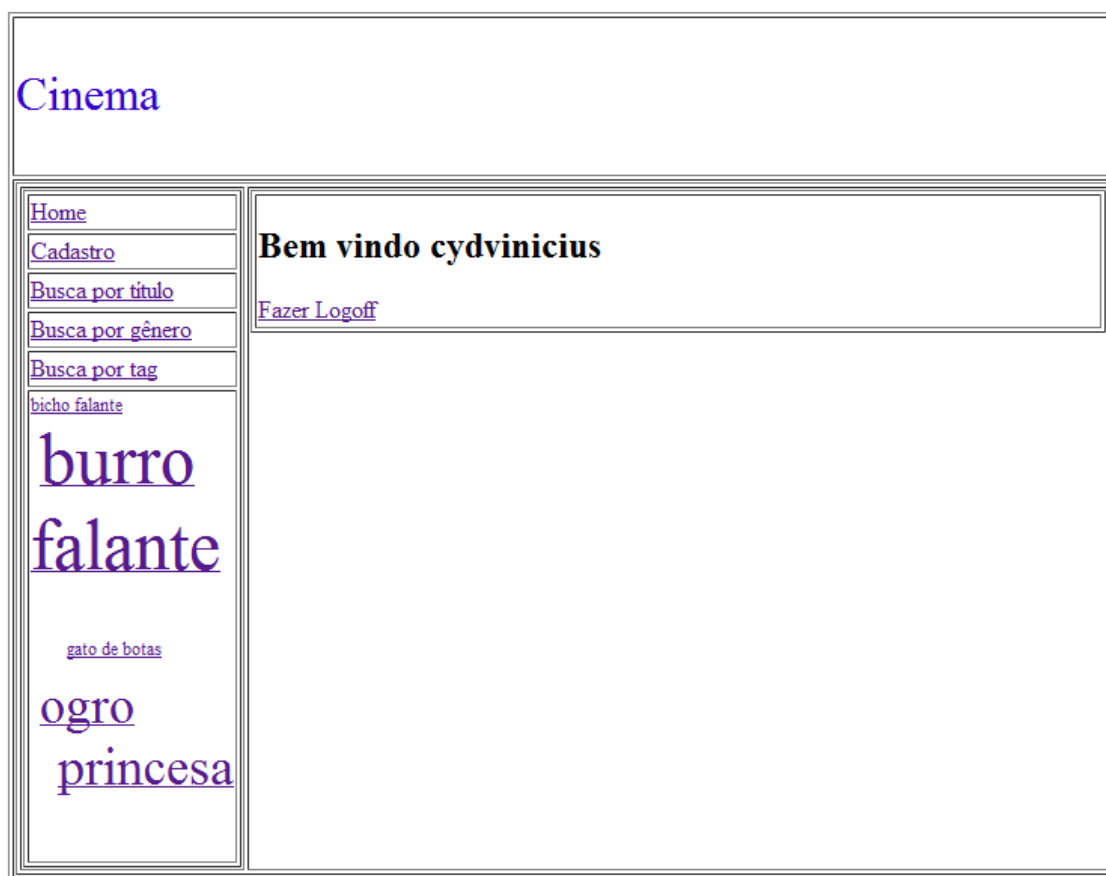 Cinema
Home
Cadastro
Busca por título
Busca por gênero
Busca por tag
bicho falante
burro
falante
gato de botas
ogro
princesa
Bem vindo cydvinicius
Fazer Logoff